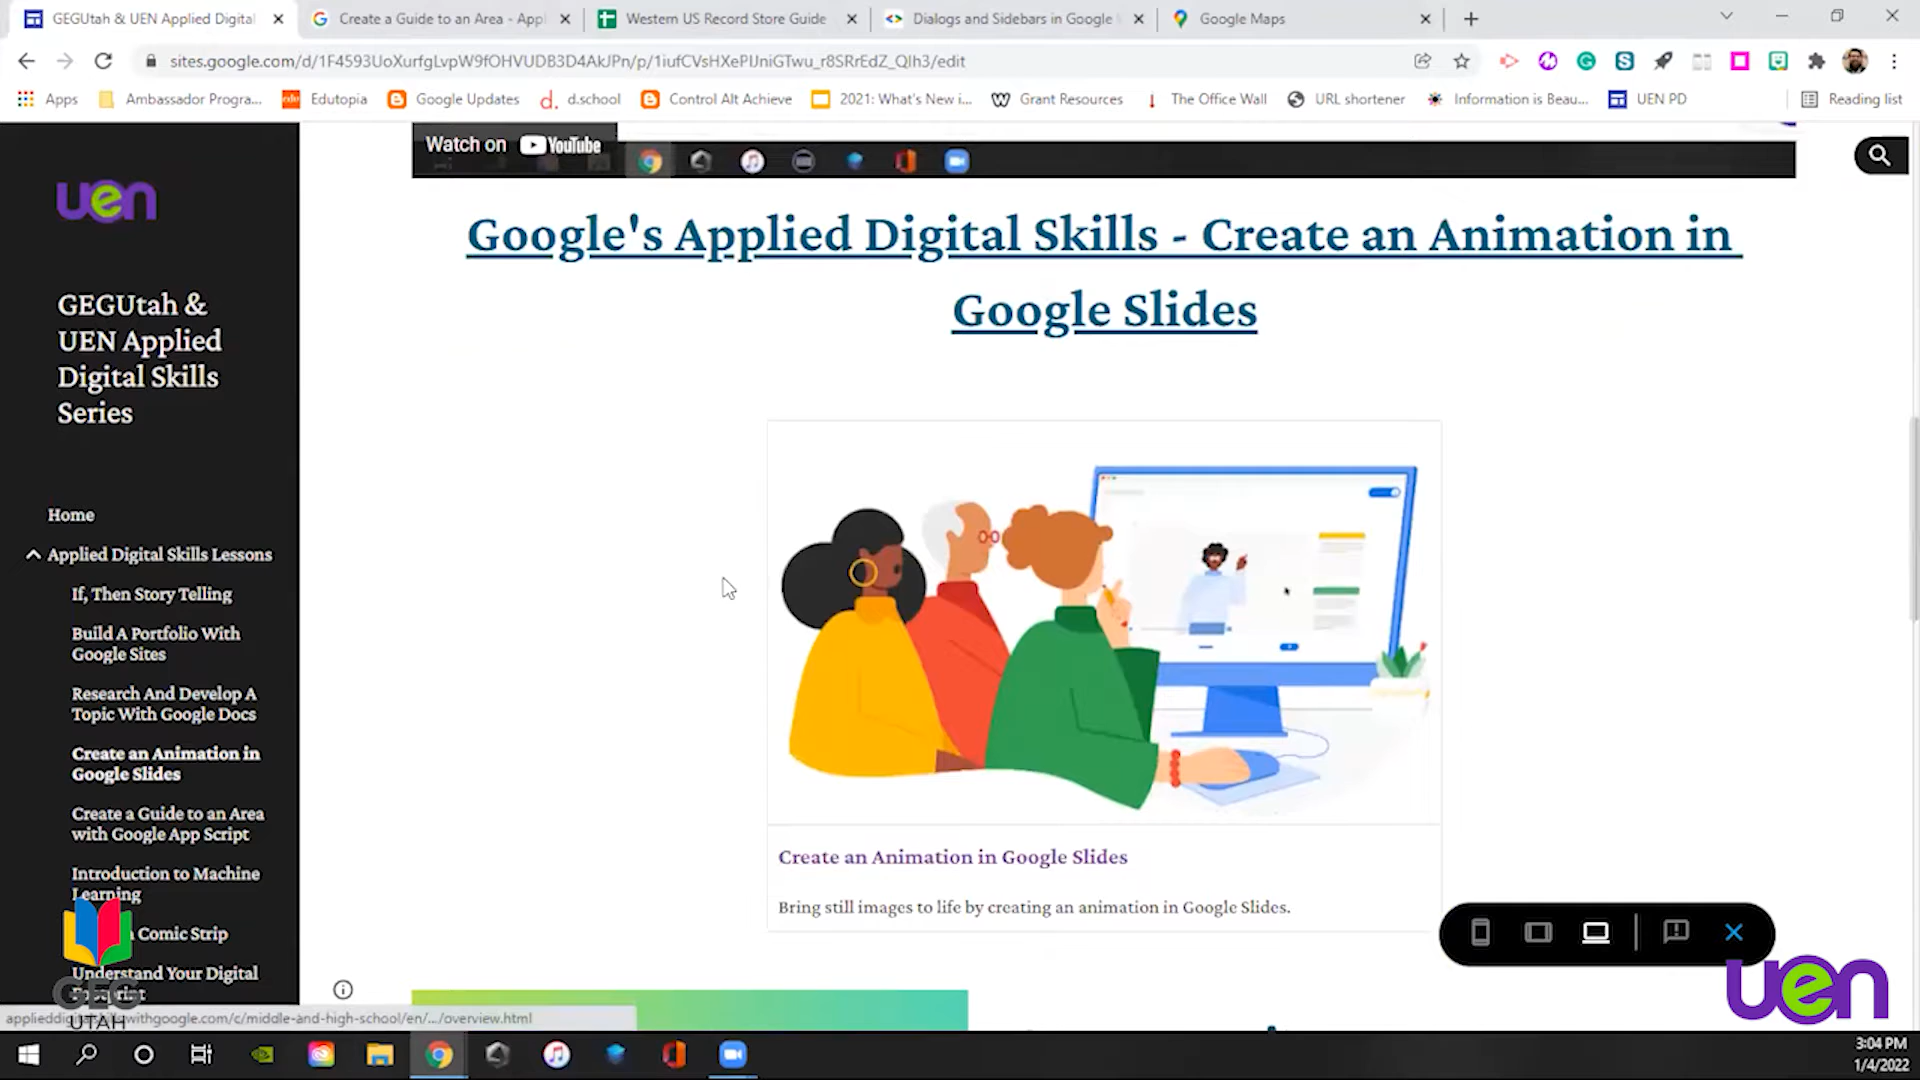 GEGUtah & UEN Applied Digital
Create a Guide to an Area - Appl
Western US Record Store Guide
Dialogs and Sidebars in Google
Google Maps
sites.google.com/d/1F4593UoXurfgLvpW9fOHVUDB3D4AkJPn/p/1iufCVsHXePIJniGTwu_r8SRrEdZ_Qlh3/edit
Apps
Ambassador Progra...
Edutopia
Google Updates
d.school
Control Alt Achieve
2021: What's New i...
Grant Resources
The Office Wall
URL shortener
Information is Beau...
UEN PD
Reading list
Watch on YouTube
uen
GEGUtah &
UEN Applied
Digital Skills
Series
Home
Applied Digital Skills Lessons
If, Then Story Telling
Build A Portfolio With
Google Sites
Research And Develop A
Topic With Google Docs
Create an Animation in
Google Slides
Create a Guide to an Area
with Google App Script
Introduction to Machine
Learning
Comic Strip
Understand Your Digital
Google's Applied Digital Skills - Create an Animation in
Google Slides
Create an Animation in Google Slides
Bring still images to life by creating an animation in Google Slides.
GEG
UTAH
uen
applieddigitalskills.withgoogle.com/c/middle-and-high-school/en/.../overview.html
3:04 PM
1/4/2022